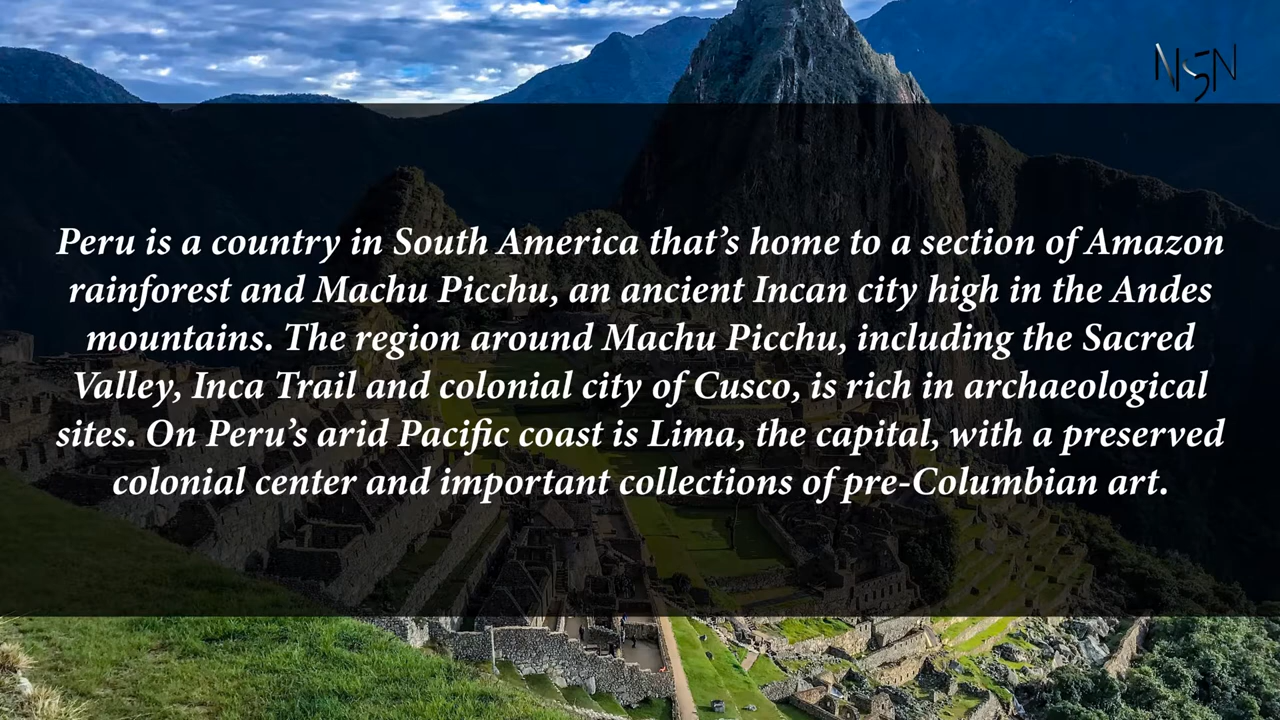 NSN
Peru is a country in South America that’s home to a section of Amazon
rainforest and Machu Picchu, an ancient Incan city high in the Andes
mountains. The region around Machu Picchu, including the Sacred
Valley, Inca Trail and colonial city of Cusco, is rich in archaeological
sites. On Peru’s arid Pacific coast is Lima, the capital, with a preserved
colonial center and important collections of pre-Columbian art.